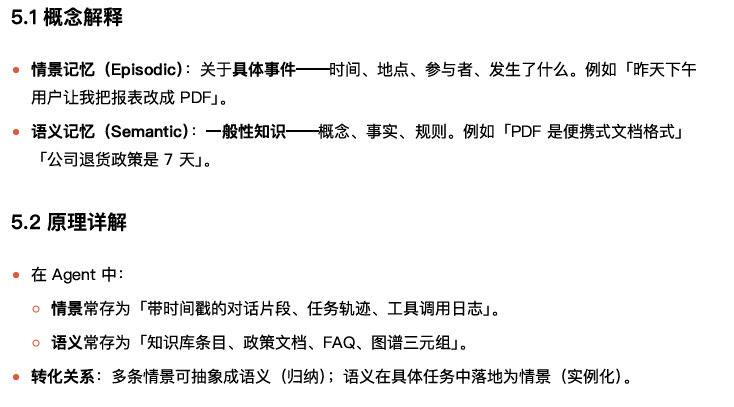 5.1 概念解释
情景记忆（Episodic）：关于具体事件——时间、地点、参与者、发生了什么。例如「昨天下午
用户让我把报表改成 PDF」。
语义记忆（Semantic）：一般性知识——概念、事实、规则。例如「PDF 是便携式文档格式」
「公司退货政策是 7 天」。
5.2 原理详解
在 Agent 中：
情景常存为「带时间戳的对话片段、任务轨迹、工具调用日志」。
语义常存为「知识库条目、政策文档、FAQ、图谱三元组」。
转化关系：多条情景可抽象成语义（归纳）；语义在具体任务中落地为情景（实例化）。